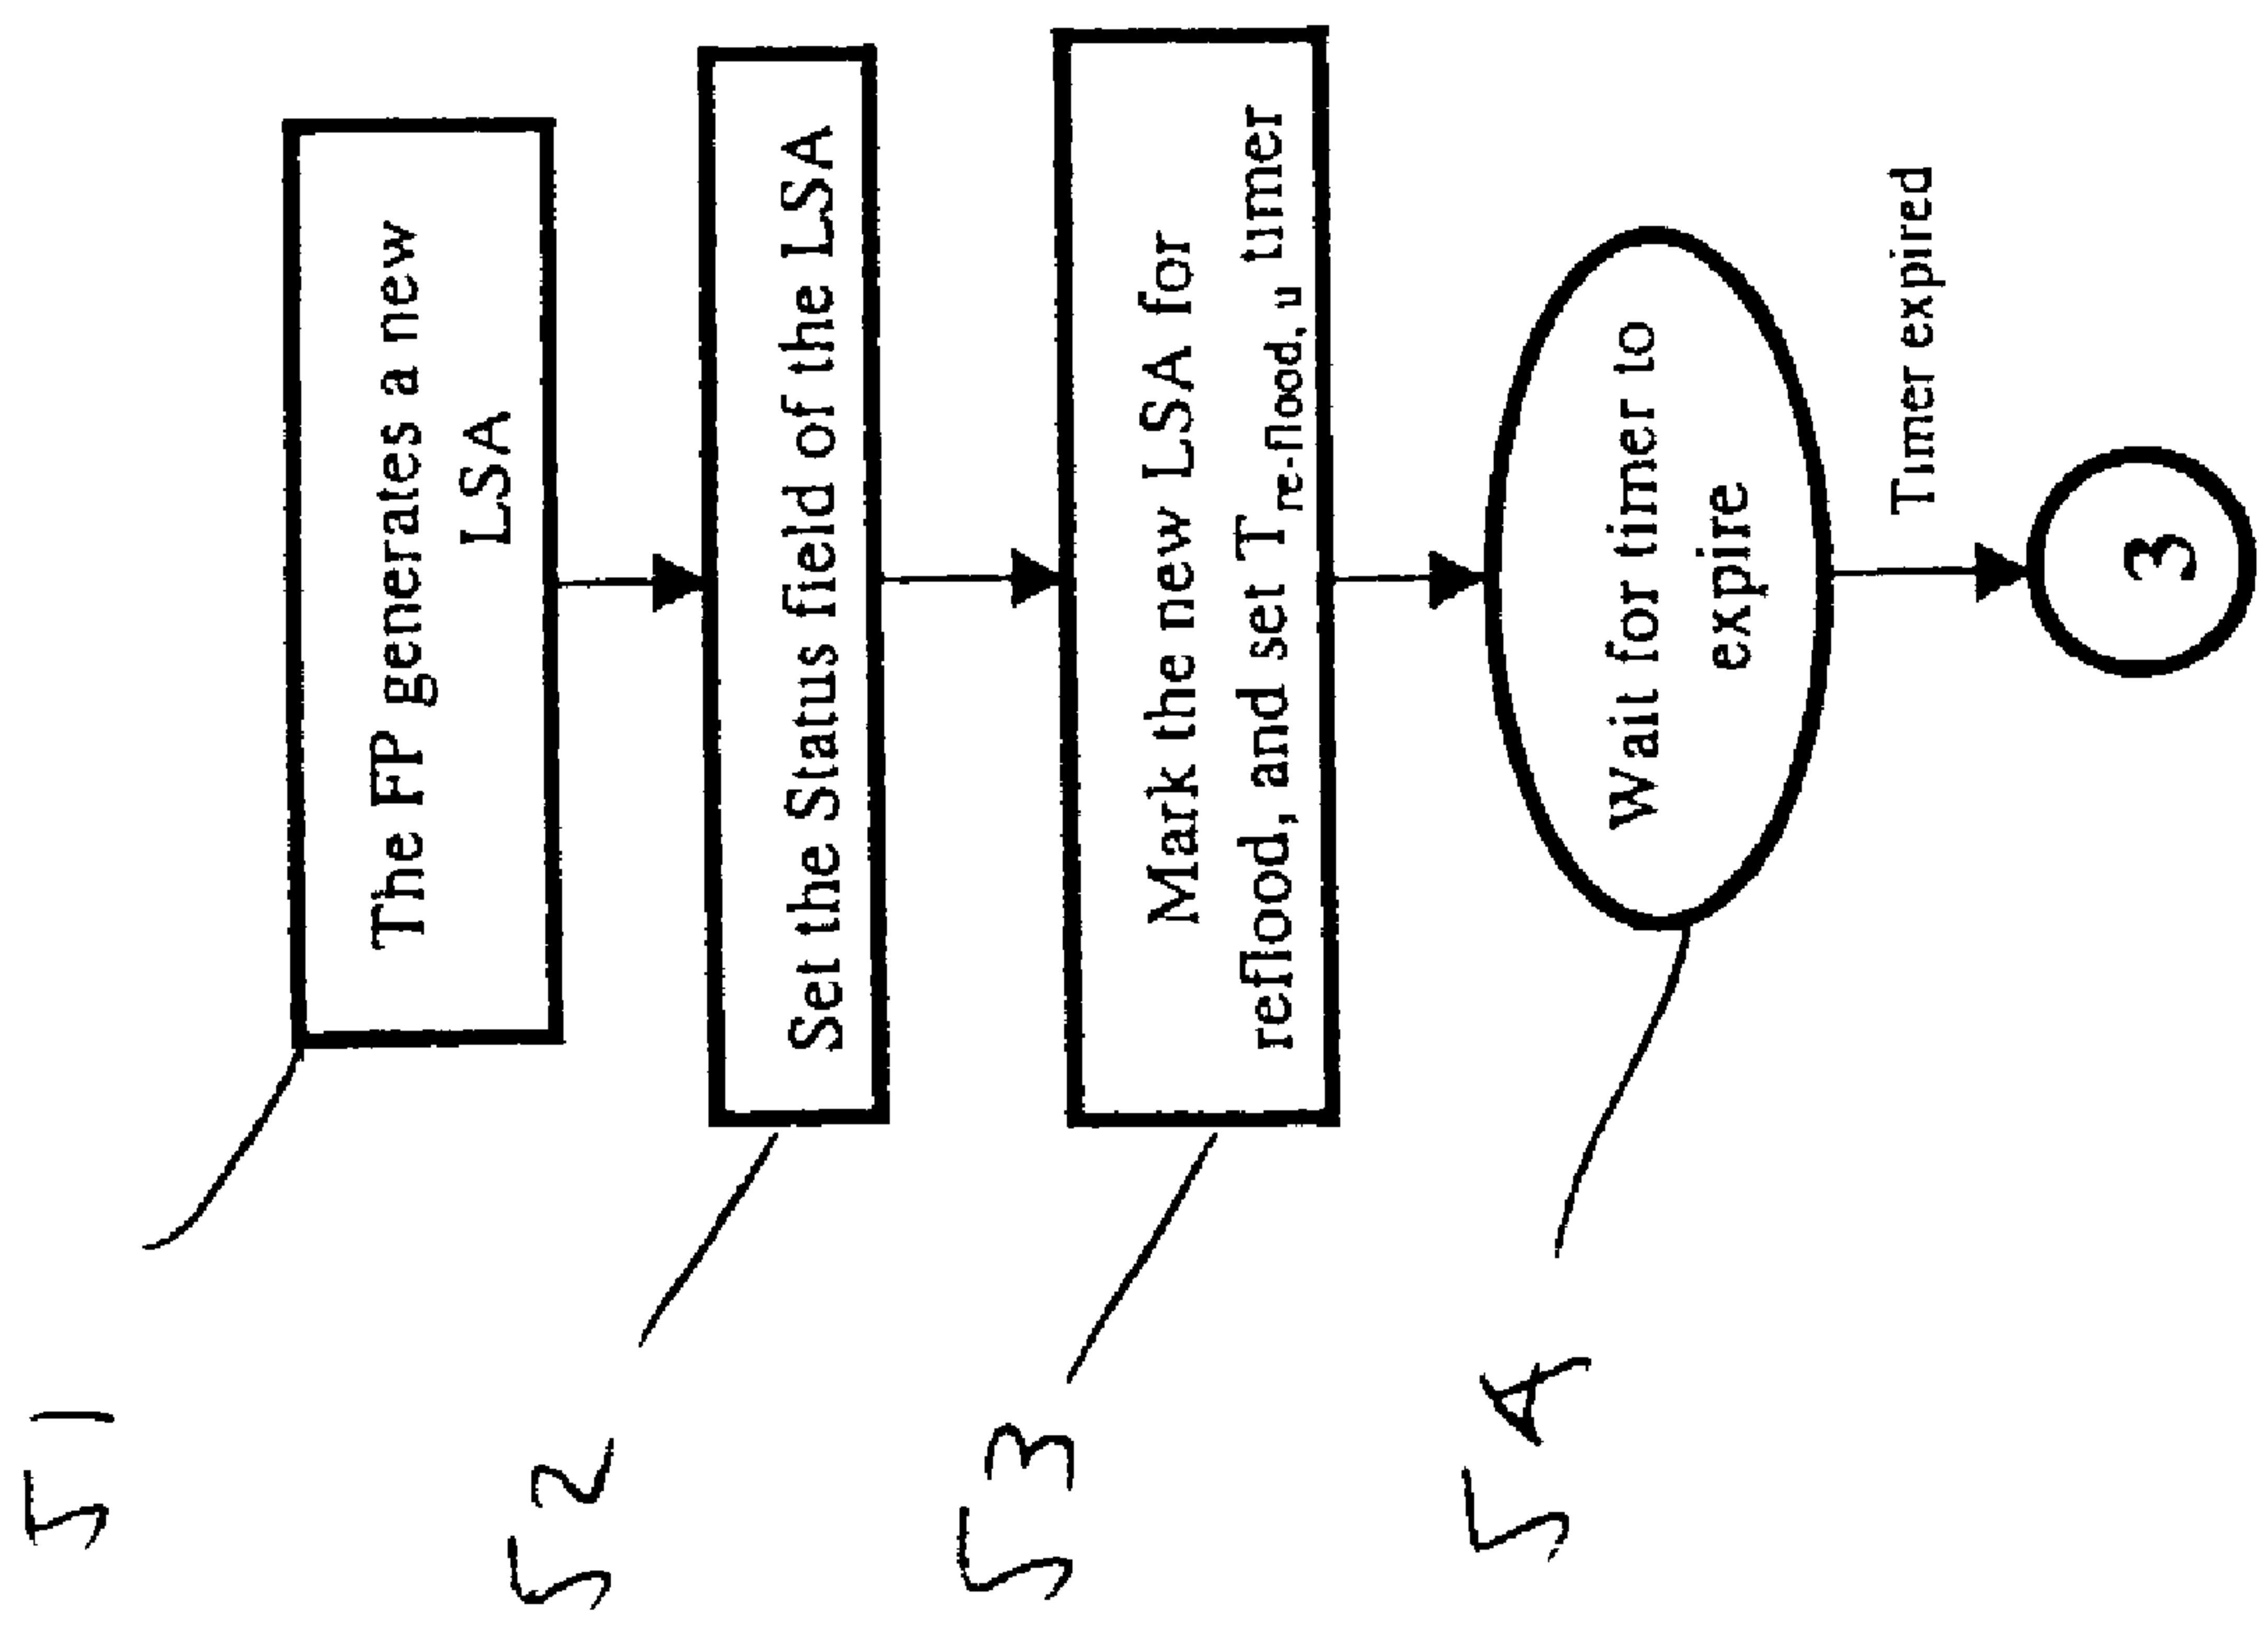 51
The FP generates a new
LSA
52
Set the Status field of the LSA
53
Mark the new LSA for
reflood, and set T re-flood, u timer
54
Wait for timer to
expire
Timer expired
3